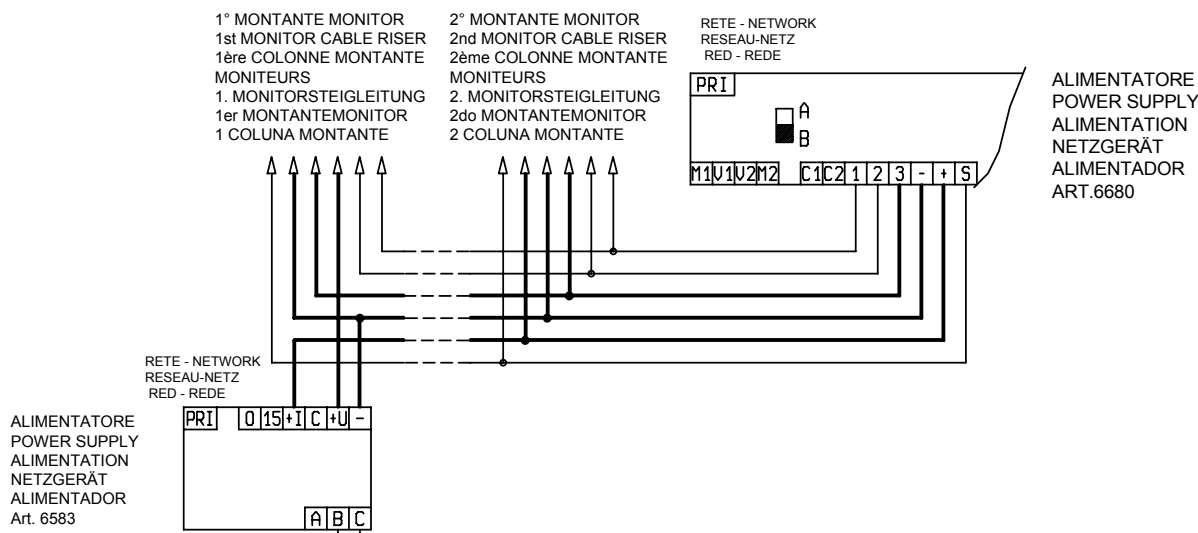 1° MONTANTE MONITOR
1st MONITOR CABLE RISER
1ère COLONNE MONTANTE
MONITEURS
1. MONITORSTEIGLEITUNG
1er MONTANTEMONITOR
1 COLUNA MONTANTE
2° MONTANTE MONITOR
2nd MONITOR CABLE RISER
2ème COLONNE MONTANTE
MONITEURS
2. MONITORSTEIGLEITUNG
2do MONTANTEMONITOR
2 COLUNA MONTANTE
RETE - NETWORK
RESEAU-NETZ
RED - REDE
PRI
A
B
M1 V1 V2 M2 C1 C2 1 2 3 - + S
ALIMENTATORE
POWER SUPPLY
ALIMENTATION
NETZGERÄT
ALIMENTADOR
ART.6680
RETE - NETWORK
RESEAU-NETZ
RED - REDE
PRI 0 15 +I C +U -
A B C
ALIMENTATORE
POWER SUPPLY
ALIMENTATION
NETZGERÄT
ALIMENTADOR
Art. 6583